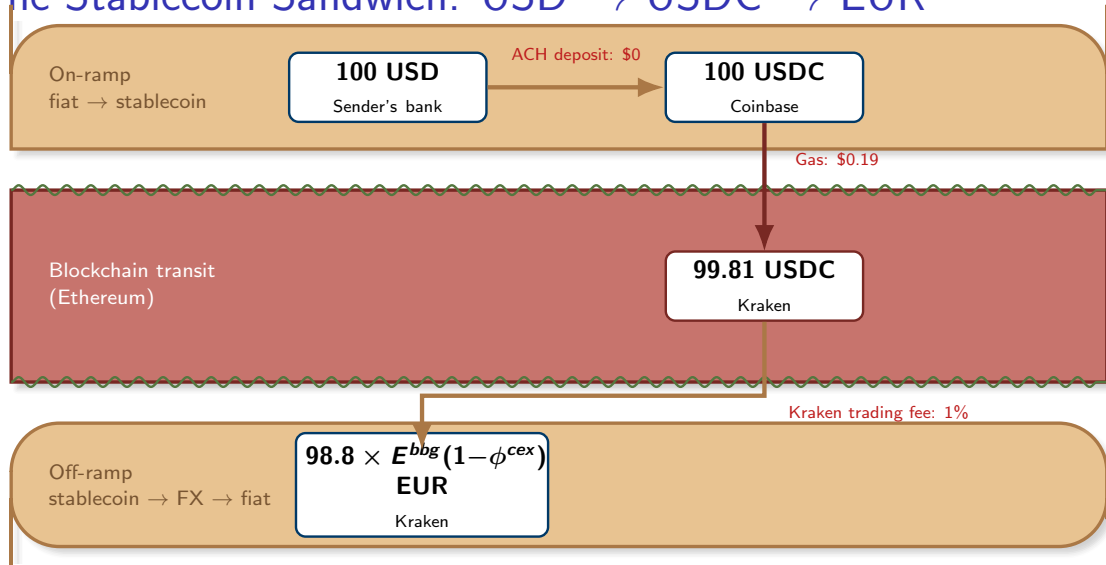 Stablecoin Sandwich: USD → USDC → EUR
On-ramp
fiat → stablecoin
100 USD
Sender's bank
ACH deposit: $0
100 USDC
Coinbase
Gas: $0.19
Blockchain transit
(Ethereum)
99.81 USDC
Kraken
Kraken trading fee: 1%
Off-ramp
stablecoin → FX → fiat
98.8 × E^{bbg}(1−ϕ^{cex})
EUR
Kraken